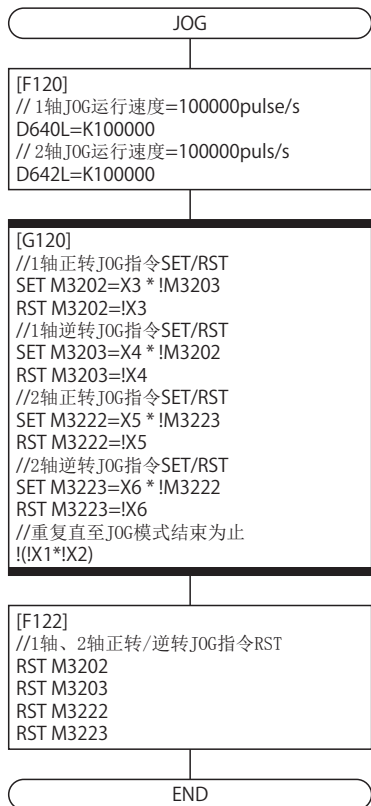 JOG
[F120]
// 1轴JOG运行速度=100000pulse/s
D640L=K100000
// 2轴JOG运行速度=100000puls/s
D642L=K100000
[G120]
//1轴正转JOG指令SET/RST
SET M3202=X3 * !M3203
RST M3202=!X3
//1轴逆转JOG指令SET/RST
SET M3203=X4 * !M3202
RST M3203=!X4
//2轴正转JOG指令SET/RST
SET M3222=X5 * !M3223
RST M3222=!X5
//2轴逆转JOG指令SET/RST
SET M3223=X6 * !M3222
RST M3223=!X6
//重复直至JOG模式结束为止
!(!X1*!X2)
[F122]
//1轴、2轴正转/逆转JOG指令RST
RST M3202
RST M3203
RST M3222
RST M3223
END